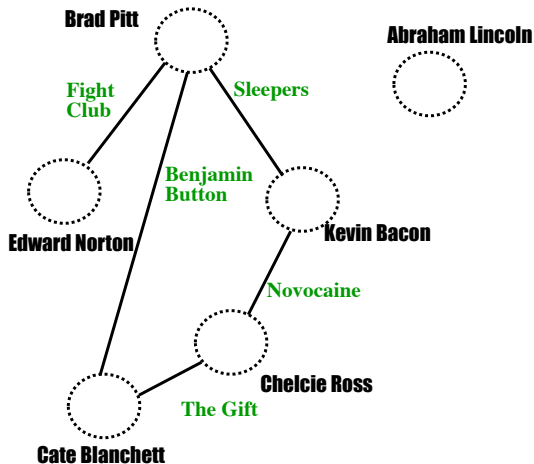 Brad Pitt
Abraham Lincoln
Fight
Club
Sleepers
Benjamin
Button
Edward Norton
Kevin Bacon
Novocaine
Chelcie Ross
The Gift
Cate Blanchett